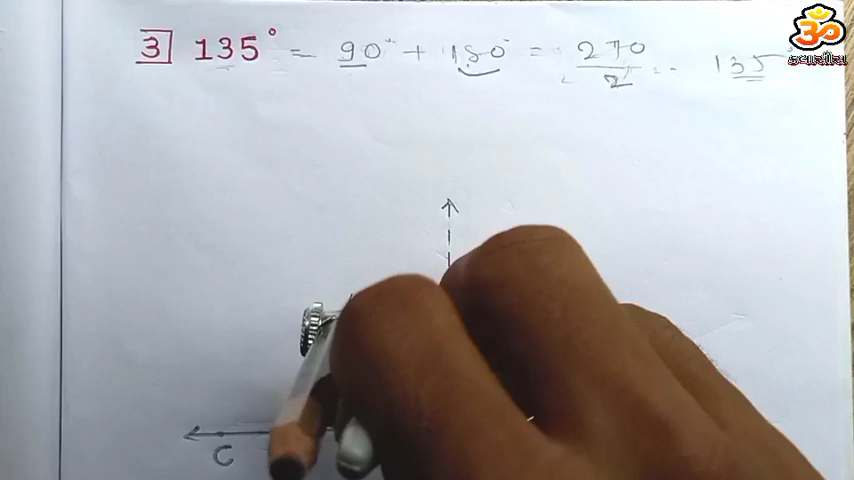 3 135° = 90° + 180° = 270/2 = 135°
C
ૐ